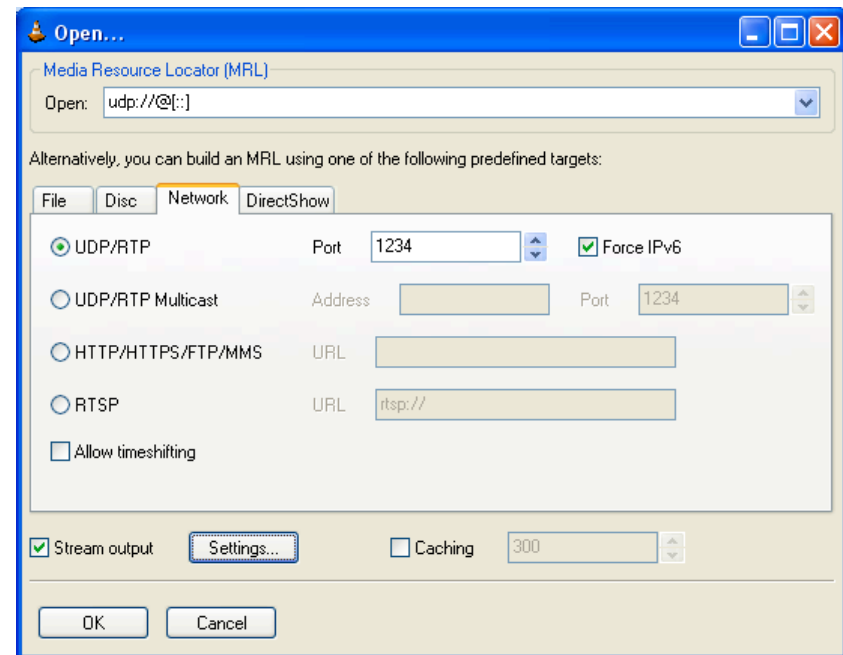 Open...
Media Resource Locator (MRL)
Open: udp://@[::]
Alternatively, you can build an MRL using one of the following predefined targets:
File Disc Network DirectShow
UDP/RTP Port 1234 Force IPv6
UDP/RTP Multicast Address Port 1234
HTTP/HTTPS/FTP/MMS URL
RTSP URL rtsp://
Allow timeshifting
Stream output Settings... Caching 300
OK Cancel